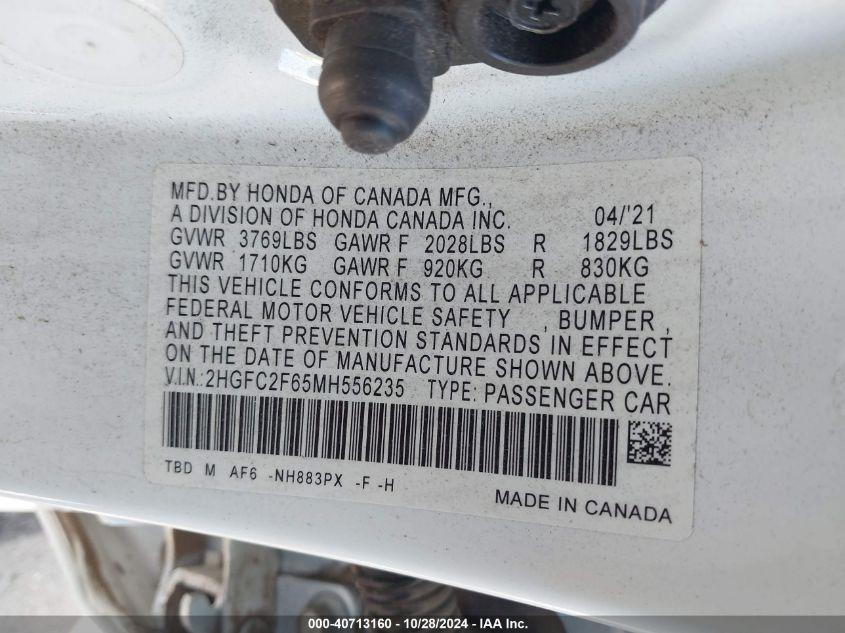 MFD.BY HONDA OF CANADA MFG.,
A DIVISION OF HONDA CANADA INC. 04/'21
GVWR 3769LBS GAWR F 2028LBS R 1829LBS
GVWR 1710KG GAWR F 920KG R 830KG
THIS VEHICLE CONFORMS TO ALL APPLICABLE
FEDERAL MOTOR VEHICLE SAFETY , BUMPER ,
AND THEFT PREVENTION STANDARDS IN EFFECT
ON THE DATE OF MANUFACTURE SHOWN ABOVE.
V.I.N.:2HGFC2F65MH556235 TYPE: PASSENGER CAR
TBD M AF6 -NH883PX -F -H
MADE IN CANADA
000-40713160 - 10/28/2024 - IAA Inc.